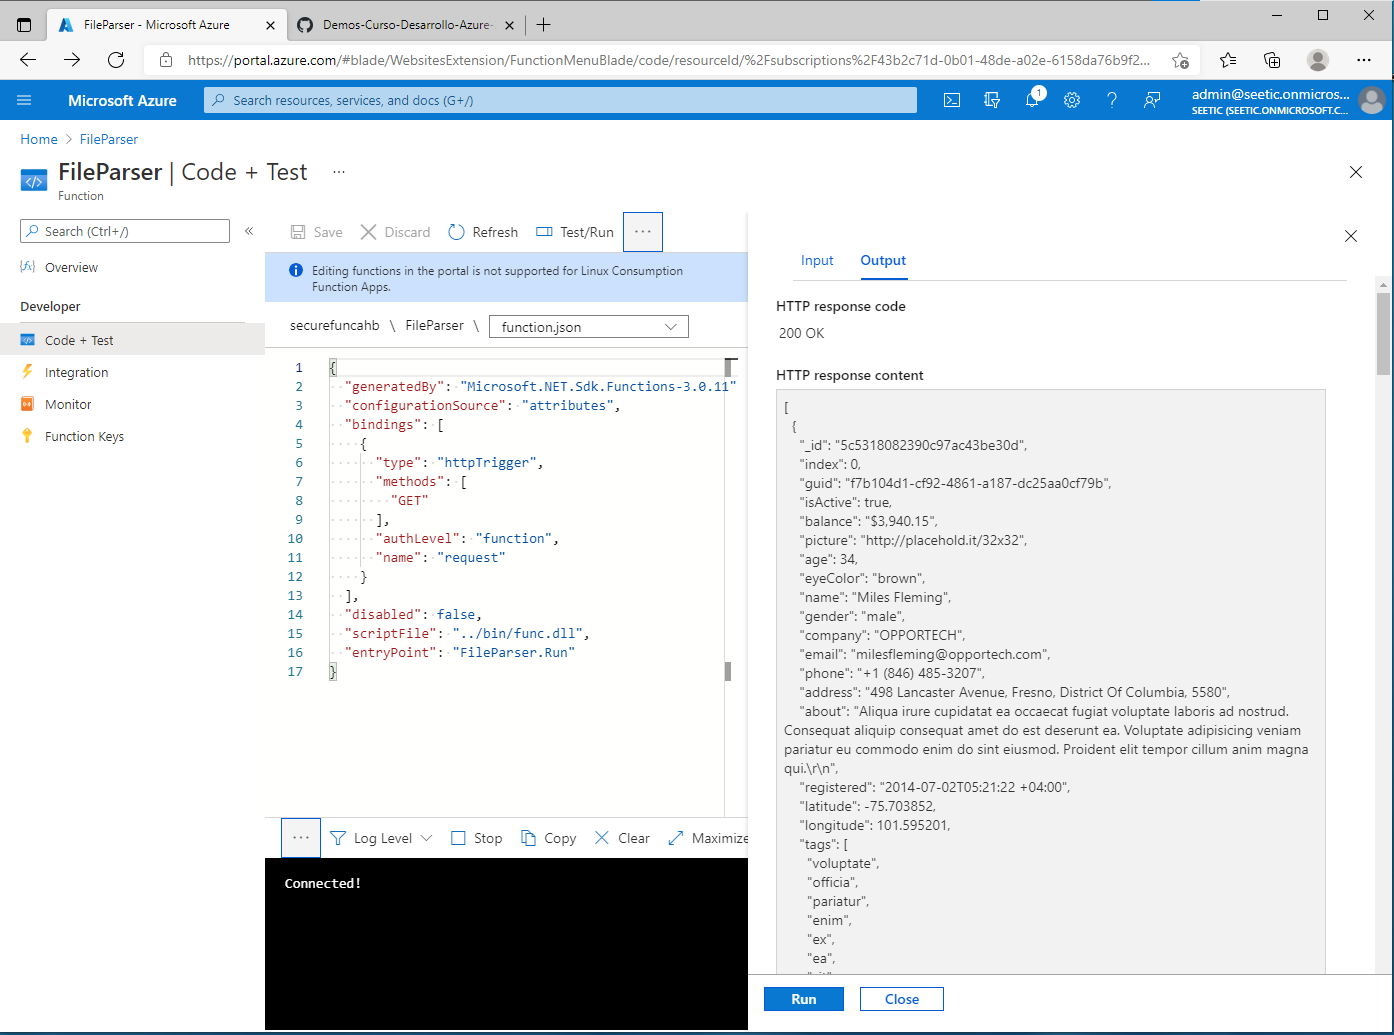 FileParser - Microsoft Azure
Demos-Curso-Desarrollo-Azure-
https://portal.azure.com/#blade/WebsitesExtension/FunctionMenuBlade/code/resourceId/%2Fsubscriptions%2F43b2c71d-0b01-48de-a02e-6158da76b9f2...
Microsoft Azure
Search resources, services, and docs (G+/)
1
admin@seetic.onmicros...
SEETIC (SEETIC.ONMICROSOFT.C...
Home > FileParser
FileParser | Code + Test
...
Function
Search (Ctrl+/)
«
Overview
Developer
Code + Test
Integration
Monitor
Function Keys
Save
Discard
Refresh
Test/Run
...
Editing functions in the portal is not supported for Linux Consumption
Function Apps.
securefuncahb \ FileParser \ function.json
1 {
2 "generatedBy": "Microsoft.NET.Sdk.Functions-3.0.11"
3 "configurationSource": "attributes",
4 "bindings": [
5 {
6 "type": "httpTrigger",
7 "methods": [
8 "GET"
9 ],
10 "authLevel": "function",
11 "name": "request"
12 }
13 ],
14 "disabled": false,
15 "scriptFile": "../bin/func.dll",
16 "entryPoint": "FileParser.Run"
17 }
...
Log Level
Stop
Copy
Clear
Maximize
Connected!
Input
Output
HTTP response code
200 OK
HTTP response content
[
{
"_id": "5c5318082390c97ac43be30d",
"index": 0,
"guid": "f7b104d1-cf92-4861-a187-dc25aa0cf79b",
"isActive": true,
"balance": "$3,940.15",
"picture": "http://placehold.it/32x32",
"age": 34,
"eyeColor": "brown",
"name": "Miles Fleming",
"gender": "male",
"company": "OPPORTECH",
"email": "milesfleming@opportech.com",
"phone": "+1 (846) 485-3207",
"address": "498 Lancaster Avenue, Fresno, District Of Columbia, 5580",
"about": "Aliqua irure cupidatat ea occaecat fugiat voluptate laboris ad nostrud.
Consequat aliquip consequat amet do est deserunt ea. Voluptate adipisicing veniam
pariatur eu commodo enim do sint eiusmod. Proident elit tempor cillum anim magna
qui.\r\n",
"registered": "2014-07-02T05:21:22 +04:00",
"latitude": -75.703852,
"longitude": 101.595201,
"tags": [
"voluptate",
"officia",
"pariatur",
"enim",
"ex",
"ea",
Run
Close